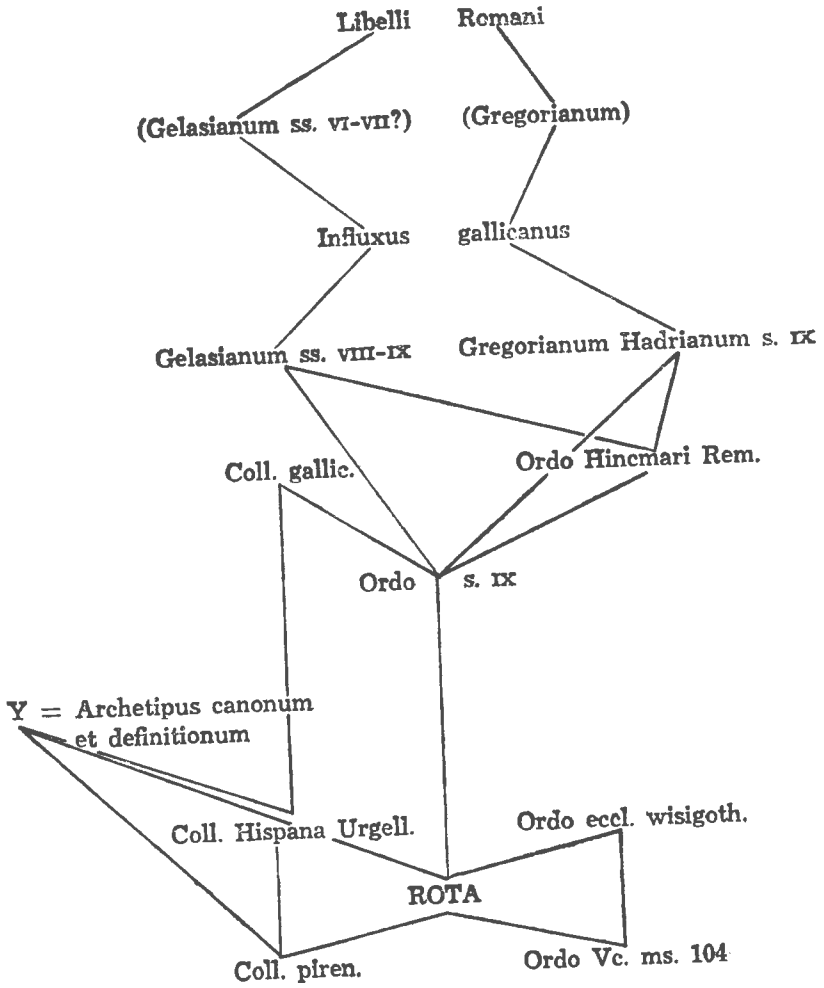 Libelli Romani
(Gelasianum ss. VI-VII?) (Gregorianum)
Influxus gallicanus
Gelasianum ss. VIII-IX Gregorianum Hadrianum s. IX
Coll. gallic. Ordo Hincmari Rem.
Ordo s. IX
Y = Archetipus canonum
et definitionum
Coll. Hispana Urgell. Ordo eccl. wisigoth.
ROTA
Coll. piren. Ordo Vc. ms. 104